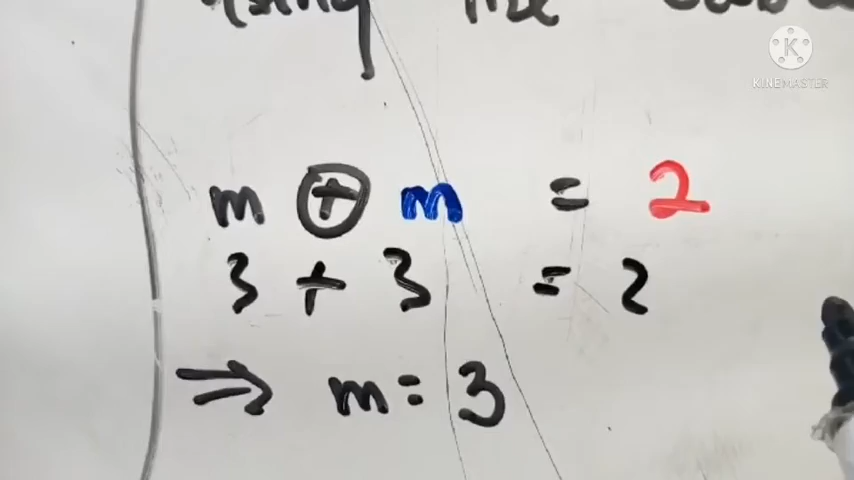 KINEMASTER
m ⊕ m = 2
3 + 3 = 2
⇒ m = 3